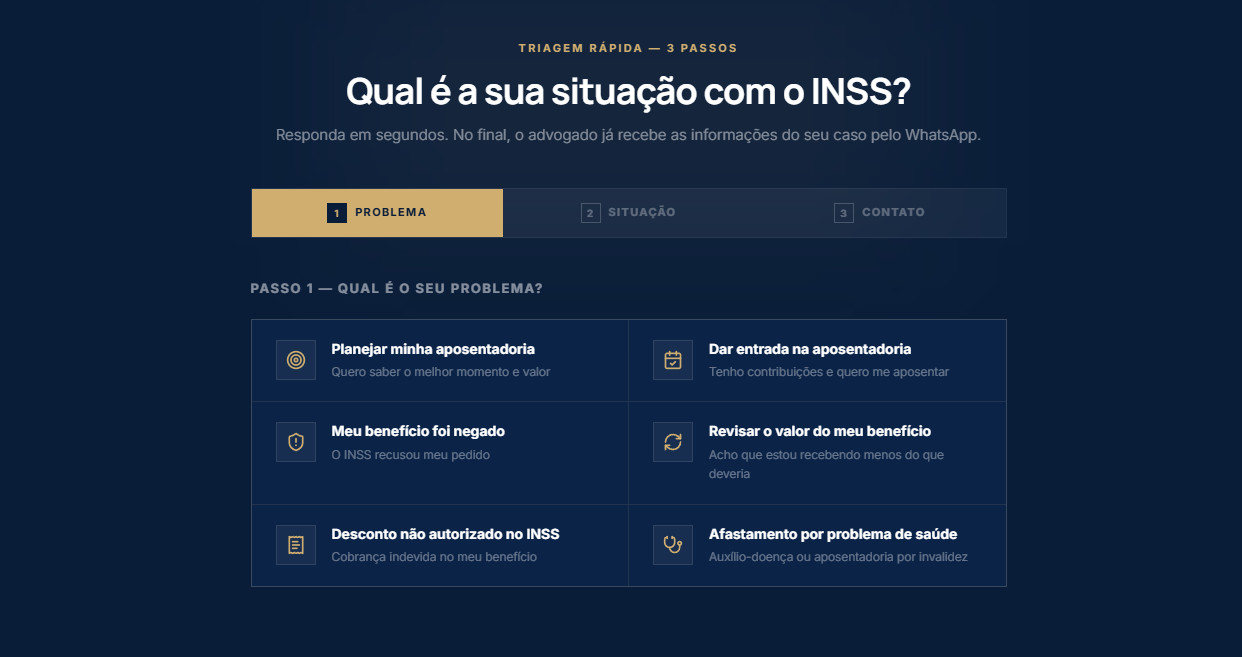 TRIAGEM RÁPIDA — 3 PASSOS
Qual é a sua situação com o INSS?
Responda em segundos. No final, o advogado já recebe as informações do seu caso pelo WhatsApp.
1 PROBLEMA
2 SITUAÇÃO
3 CONTATO
PASSO 1 — QUAL É O SEU PROBLEMA?
Planejar minha aposentadoria
Quero saber o melhor momento e valor
Dar entrada na aposentadoria
Tenho contribuições e quero me aposentar
Meu benefício foi negado
O INSS recusou meu pedido
Revisar o valor do meu benefício
Acho que estou recebendo menos do que
deveria
Desconto não autorizado no INSS
Cobrança indevida no meu benefício
Afastamento por problema de saúde
Auxílio-doença ou aposentadoria por invalidez